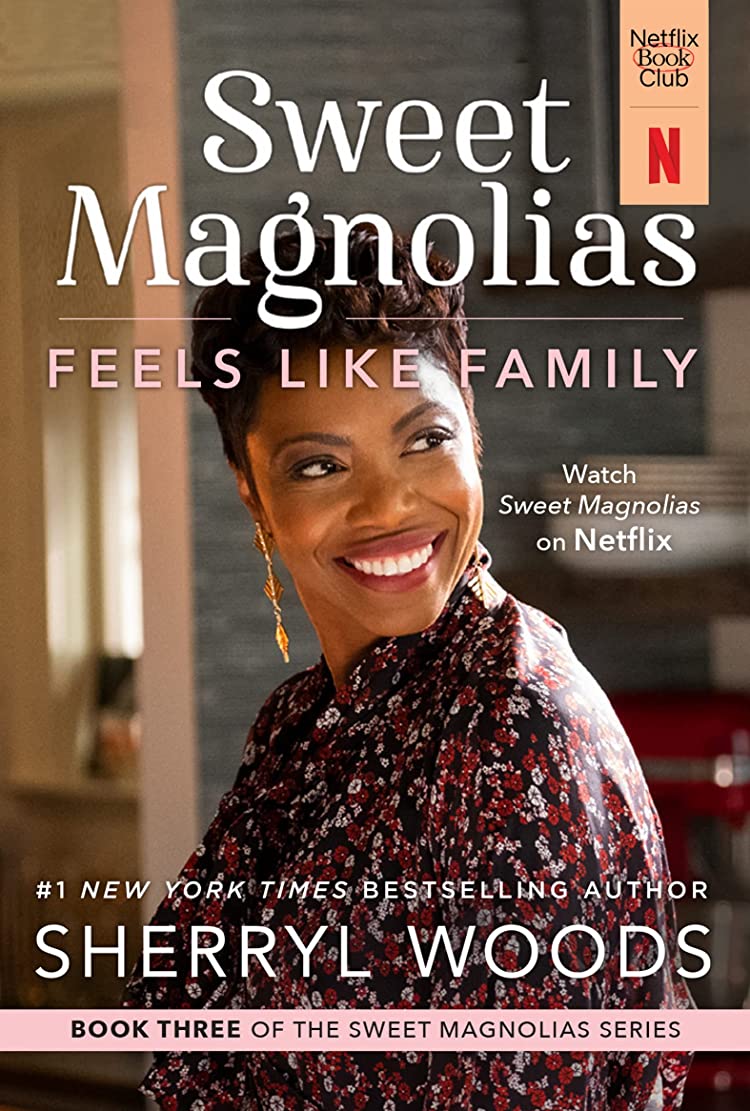 Netflix
Book
Club
N
Sweet
Magnolias
FEELS LIKE FAMILY
Watch
Sweet Magnolias
on Netflix
#1 NEW YORK TIMES BESTSELLING AUTHOR
SHERRYL WOODS
BOOK THREE OF THE SWEET MAGNOLIAS SERIES